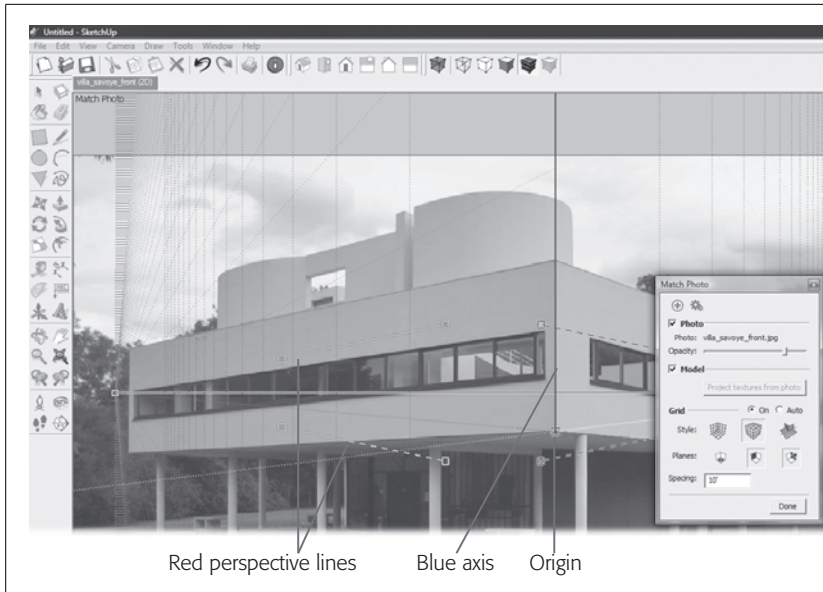 Untitled - SketchUp
File Edit View Camera Draw Tools Window Help
villa_savoye_front (2D)
Match Photo
Match Photo
Photo
Photo: villa_savoye_front.jpg
Opacity:
Model
Project textures from photo
Grid On Auto
Style:
Planes:
Spacing: 10'
Done
Red perspective lines Blue axis Origin